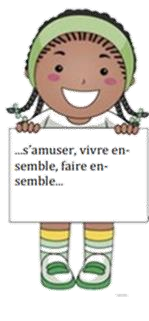 ...s'amuser, vivre en-
semble, faire en-
semble...